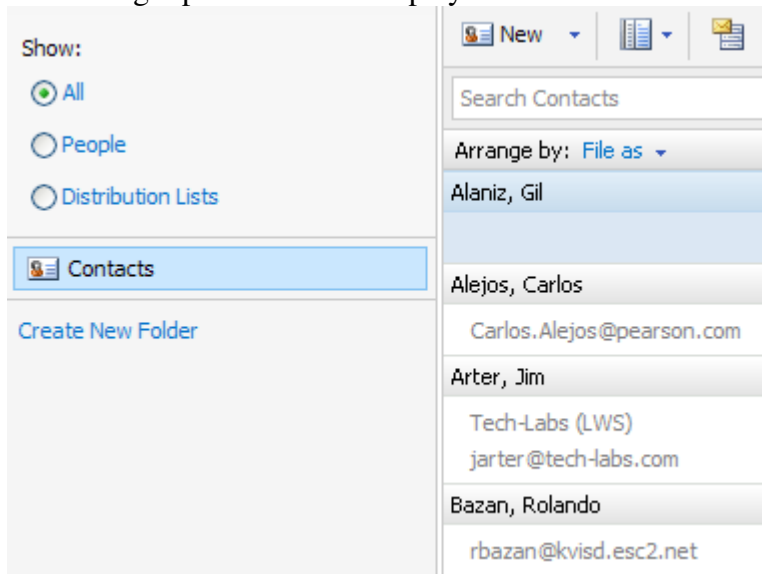 Show:
All
People
Distribution Lists
Contacts
Create New Folder
New
Search Contacts
Arrange by: File as
Alaniz, Gil
Alejos, Carlos
Carlos.Alejos@pearson.com
Arter, Jim
Tech-Labs (LWS)
jarter@tech-labs.com
Bazan, Rolando
rbazan@kvisd.esc2.net